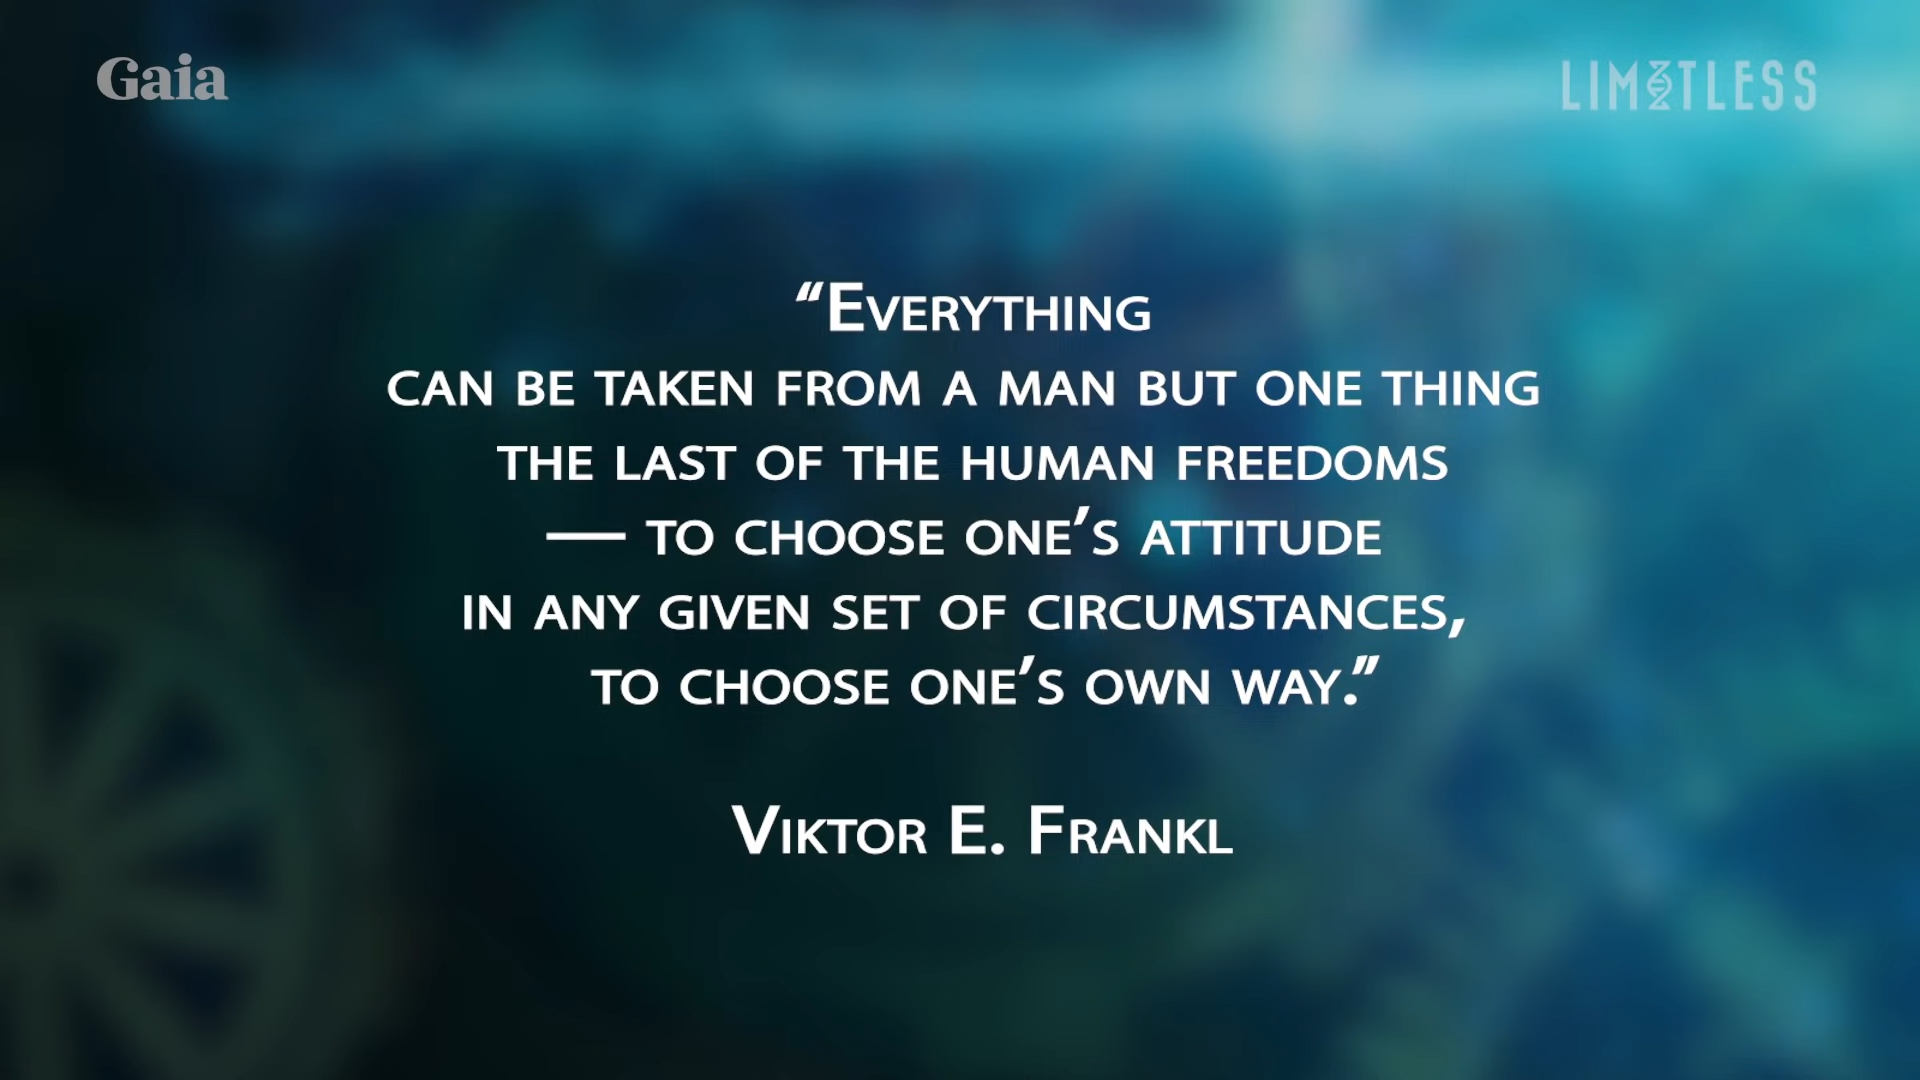 Gaia
LIMITLESS
“Everything
can be taken from a man but one thing
the last of the human freedoms
— to choose one’s attitude
in any given set of circumstances,
to choose one’s own way.”
Viktor E. Frankl